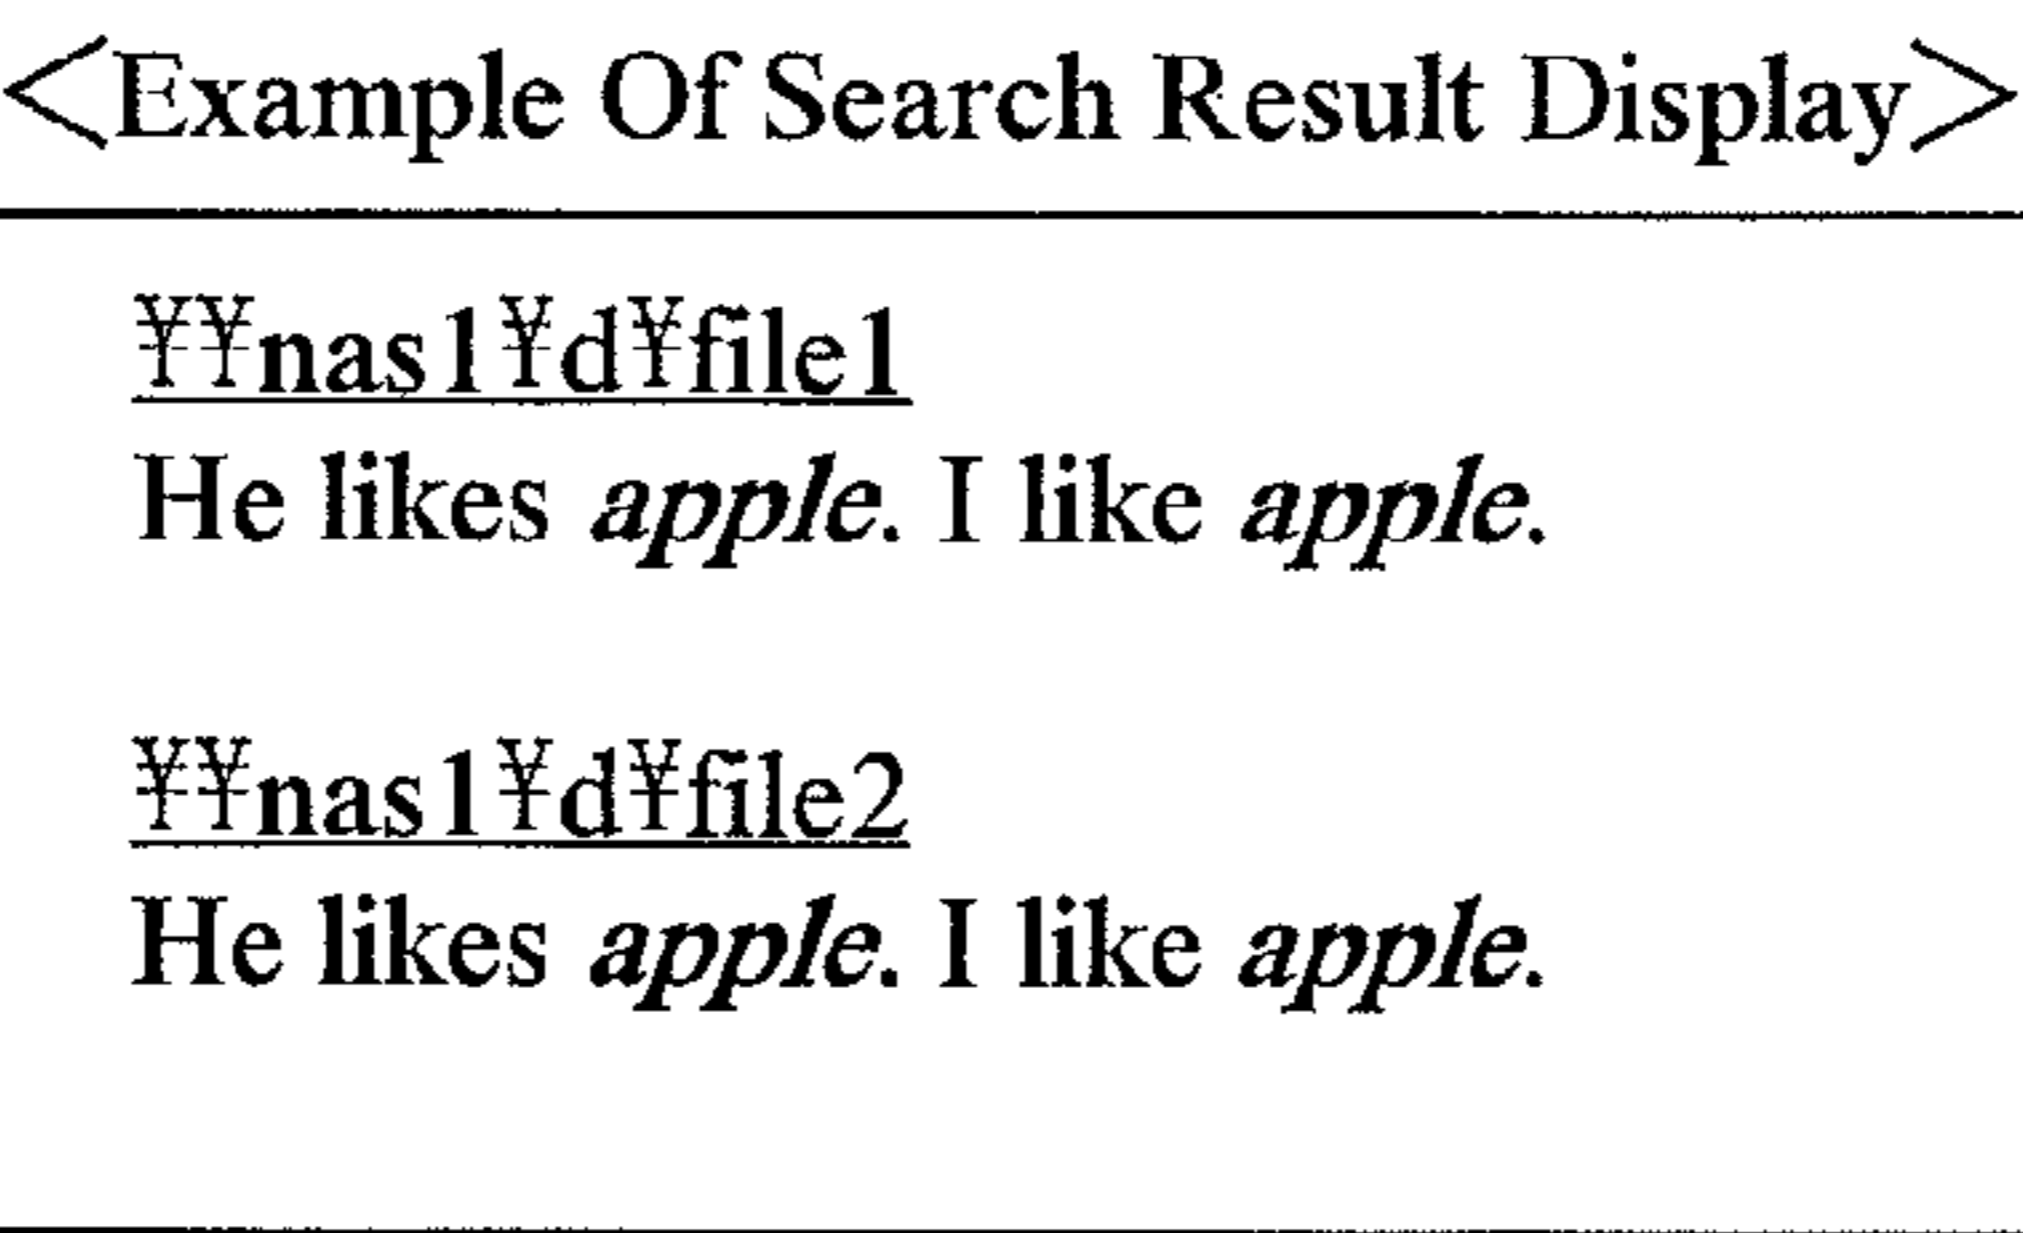 <Example Of Search Result Display>
¥¥nas1¥d¥file1
He likes apple. I like apple.
¥¥nas1¥d¥file2
He likes apple. I like apple.